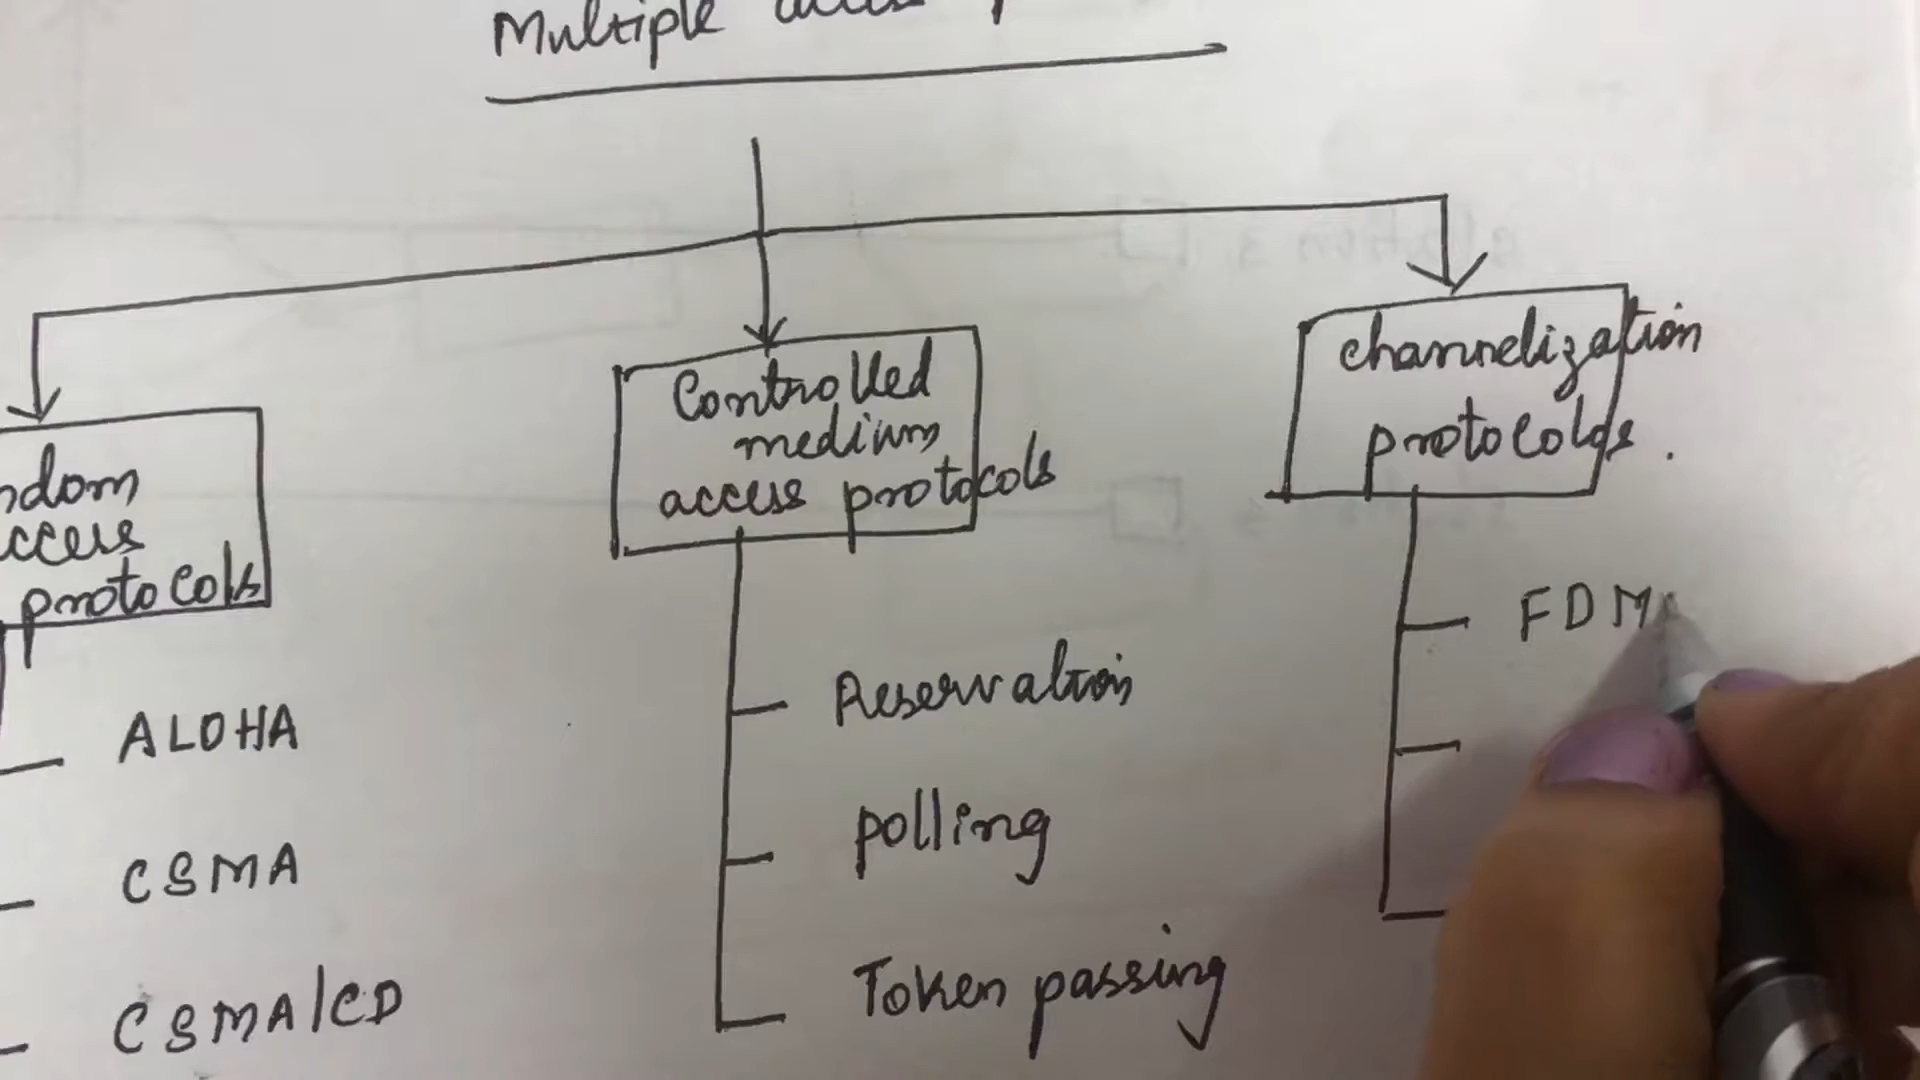 Multiple access
ndom
ccess
protocols
ALOHA
CSMA
CSMA/CD
Controlled
medium
access protocols
Reservation
polling
Token passing
channelization
protocols.
FDM